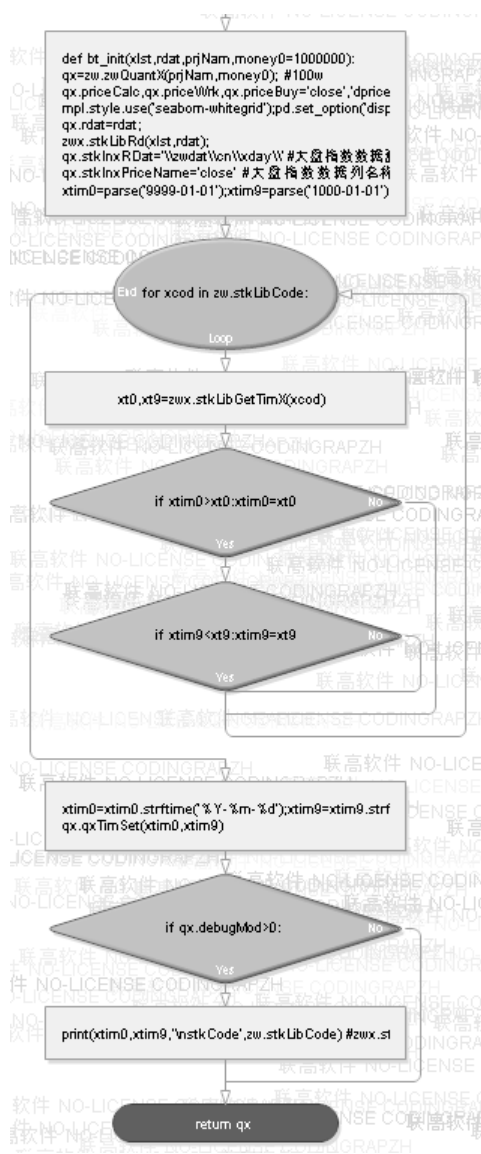 def bt_init(xlst,rdat,prjNam,money0=1000000):
qx=zw.zwQuantX(prjNam,money0); #100w
qx.priceCalc,qx.priceWrk,qx.priceBuy='close','dprice
mpl.style.use('seaborn-whitegrid');pd.set_option('disp
qx.rdat=rdat;
zwx.stkLibRd(xlst,rdat);
qx.stkInxRDat='\\zwdat\\cn\\xday\\' #大盘指数数据
qx.stkInxPriceName='close' #大盘指数数据列名称
xtim0=parse('9999-01-01');xtim9=parse('1000-01-01')
End for xcod in zw.stkLibCode:
Loop
xt0,xt9=zwx.stkLibGetTimX(xcod)
if xtim0>xt0:xtim0=xt0 No
Yes
if xtim9<xt9:xtim9=xt9 No
Yes
xtim0=xtim0.strftime('%Y-%m-%d');xtim9=xtim9.strf
qx.qxTimSet(xtim0,xtim9)
if qx.debugMod>0: No
Yes
print(xtim0,xtim9,'\nstkCode',zw.stkLibCode) #zwx.st
return qx